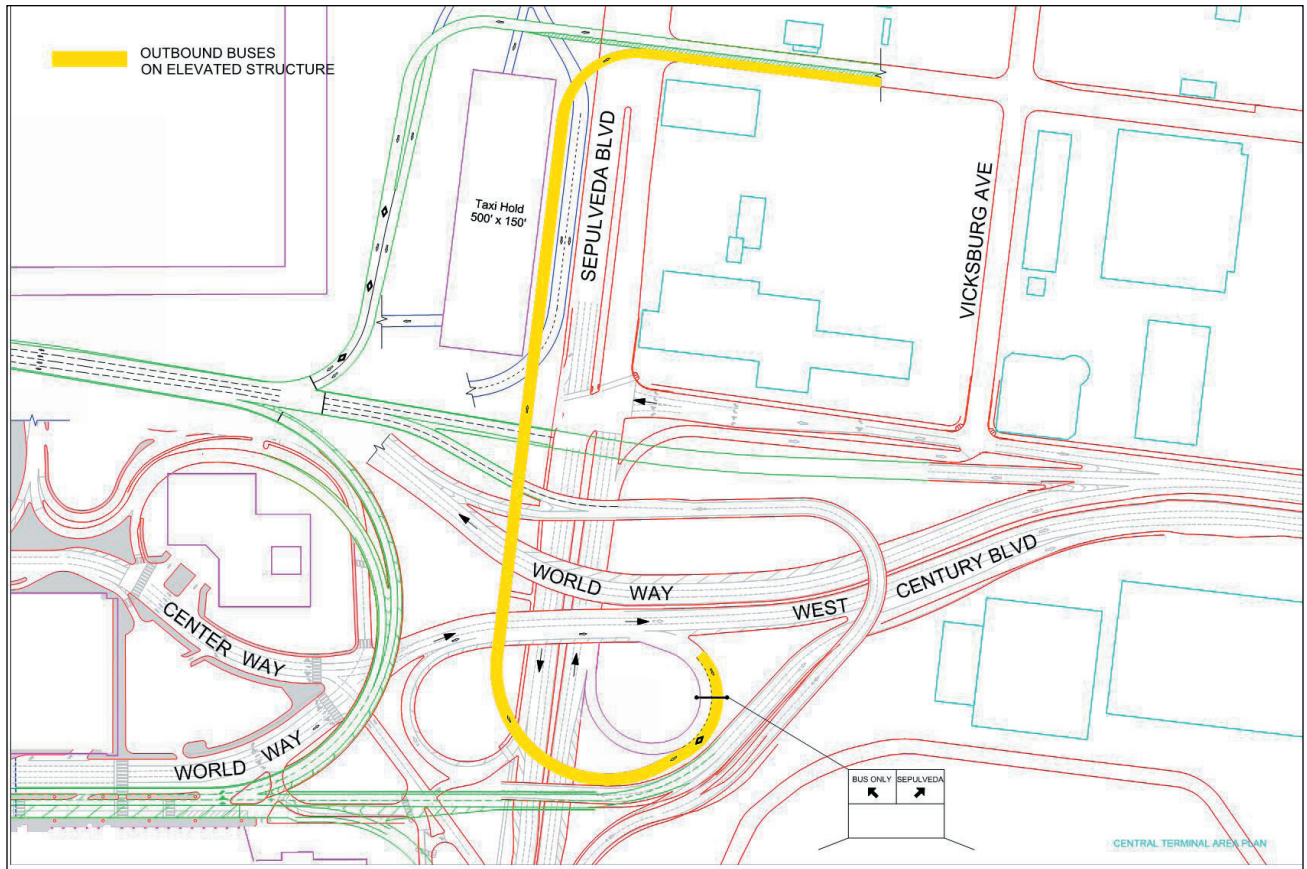 OUTBOUND BUSES
ON ELEVATED STRUCTURE
Taxi Hold
500' x 150'
SEPULVEDA BLVD
VICKSBURG AVE
WORLD WAY
WEST CENTURY BLVD
CENTER WAY
WORLD WAY
BUS ONLY
SEPULVEDA
CENTRAL TERMINAL AREA PLAN